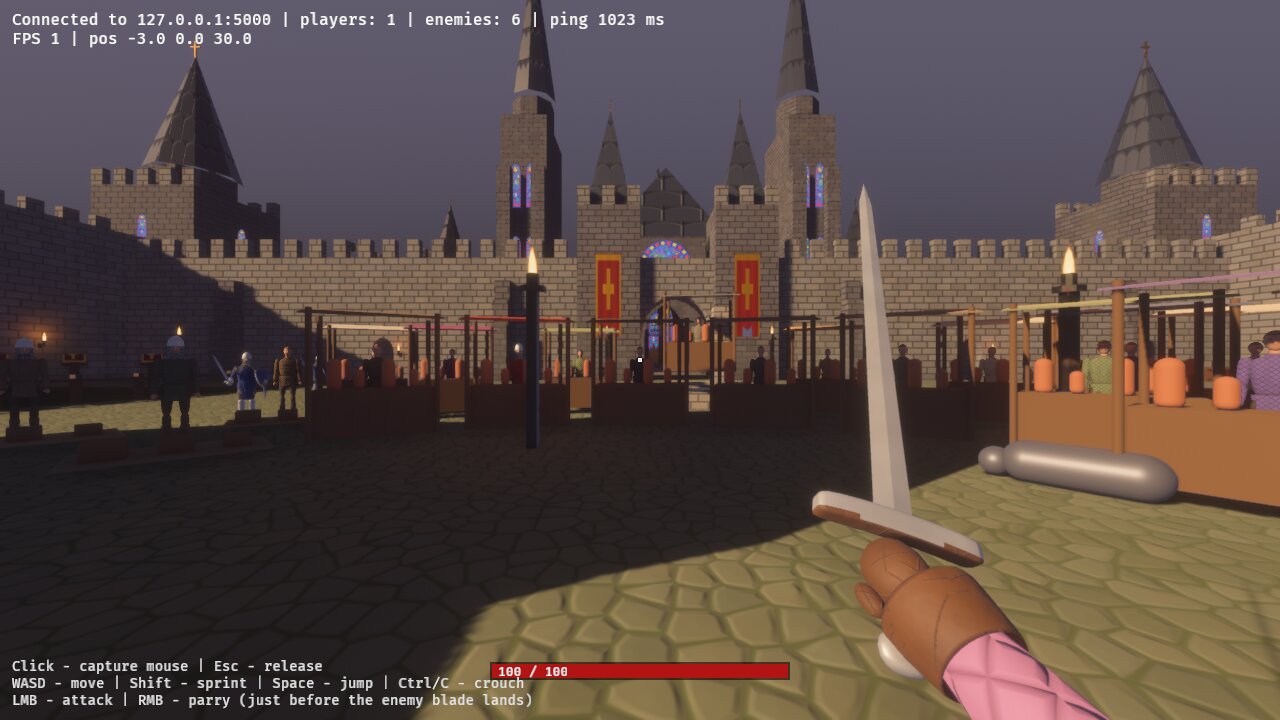 Connected to 127.0.0.1:5000 | players: 1 | enemies: 6 | ping 1023 ms
FPS 1 | pos -3.0 0.0 30.0
Click - capture mouse | Esc - release
WASD - move | Shift - sprint | Space - jump | Ctrl/C - crouch
LMB - attack | RMB - parry (just before the enemy blade lands)
100 / 100